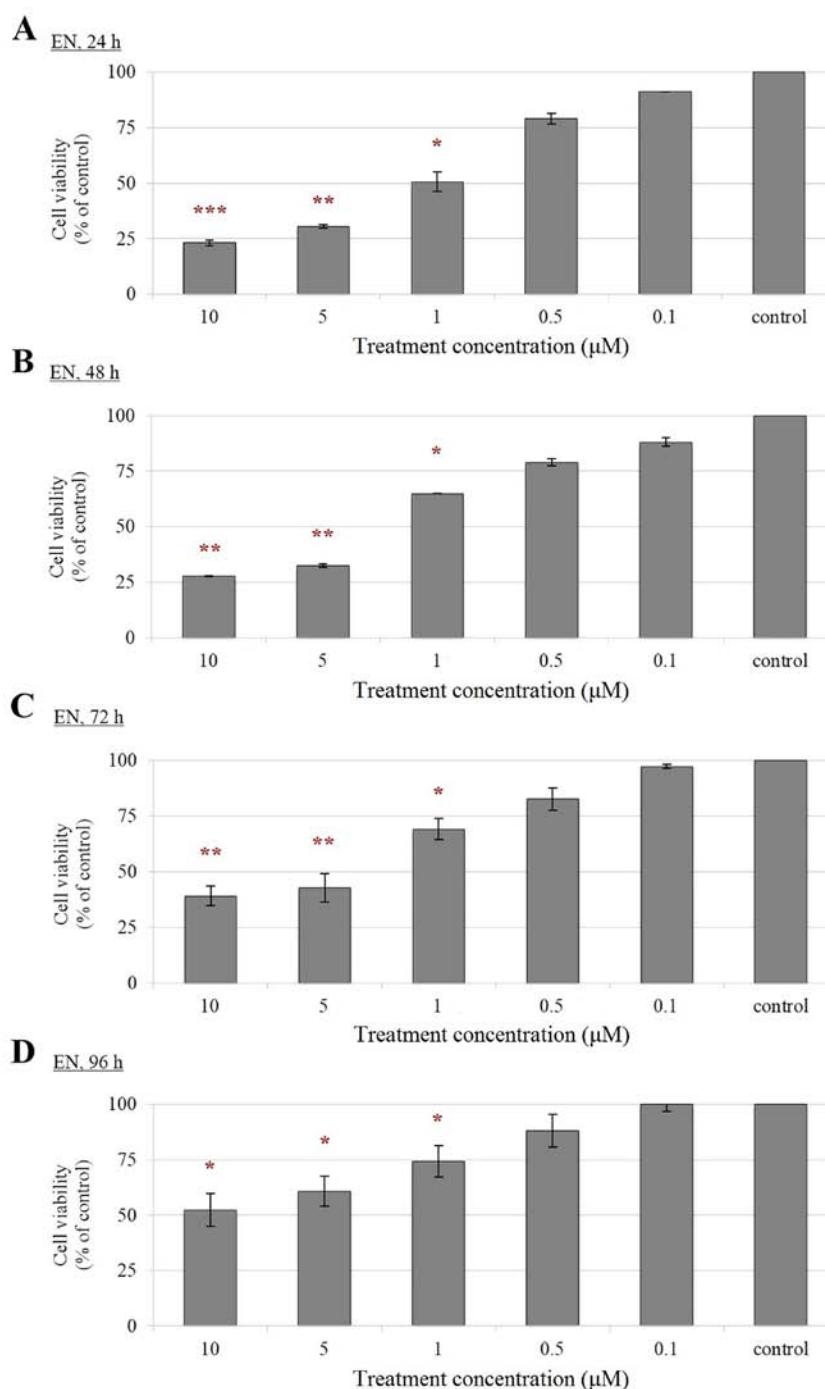 A EN, 24 h
100
75
50
25
0
Cell viability
(% of control)
***
**
*
10 5 1 0.5 0.1 control
Treatment concentration (μM)
B EN, 48 h
100
75
50
25
0
Cell viability
(% of control)
**
**
*
10 5 1 0.5 0.1 control
Treatment concentration (μM)
C EN, 72 h
100
75
50
25
0
Cell viability
(% of control)
**
**
*
10 5 1 0.5 0.1 control
Treatment concentration (μM)
D EN, 96 h
100
75
50
25
0
Cell viability
(% of control)
*
*
*
10 5 1 0.5 0.1 control
Treatment concentration (μM)